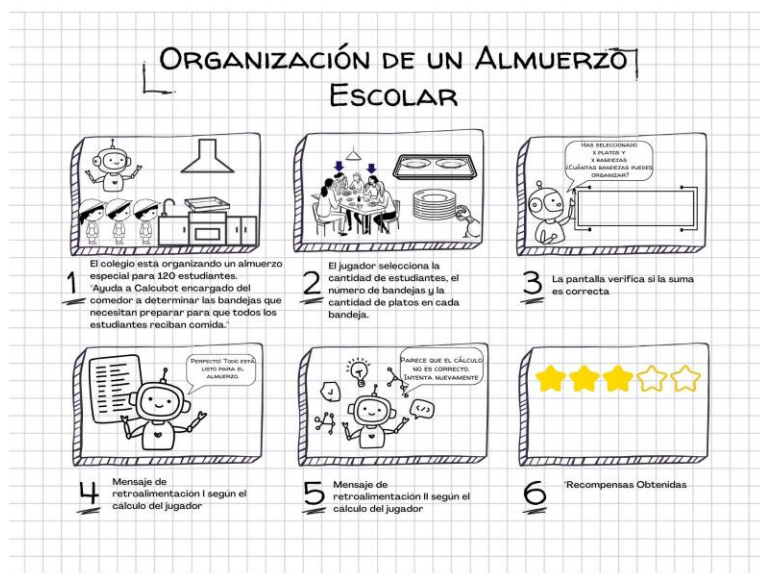 ORGANIZACIÓN DE UN ALMUERZO
ESCOLAR
HAS SELECCIONADO
X PLATOS Y
X BANDEJAS
¿CUÁNTAS BANDEJAS PUEDES
ORGANIZAR?
1
El colegio está organizando un almuerzo
especial para 120 estudiantes.
"Ayuda a Calcubot encargado del
comedor a determinar las bandejas que
necesitan preparar para que todos los
estudiantes reciban comida."
2
El jugador selecciona la
cantidad de estudiantes, el
número de bandejas y la
cantidad de platos en cada
bandeja.
3
La pantalla verifica si la suma
es correcta
PERFECTO! TODO ESTÁ
LISTO PARA EL
ALMUERZO.
PARECE QUE EL CÁLCULO
NO ES CORRECTO.
INTENTA NUEVAMENTE
4
Mensaje de
retroalimentación I según el
cálculo del jugador
5
Mensaje de
retroalimentación II según el
cálculo del jugador
6
"Recompensas Obtenidas